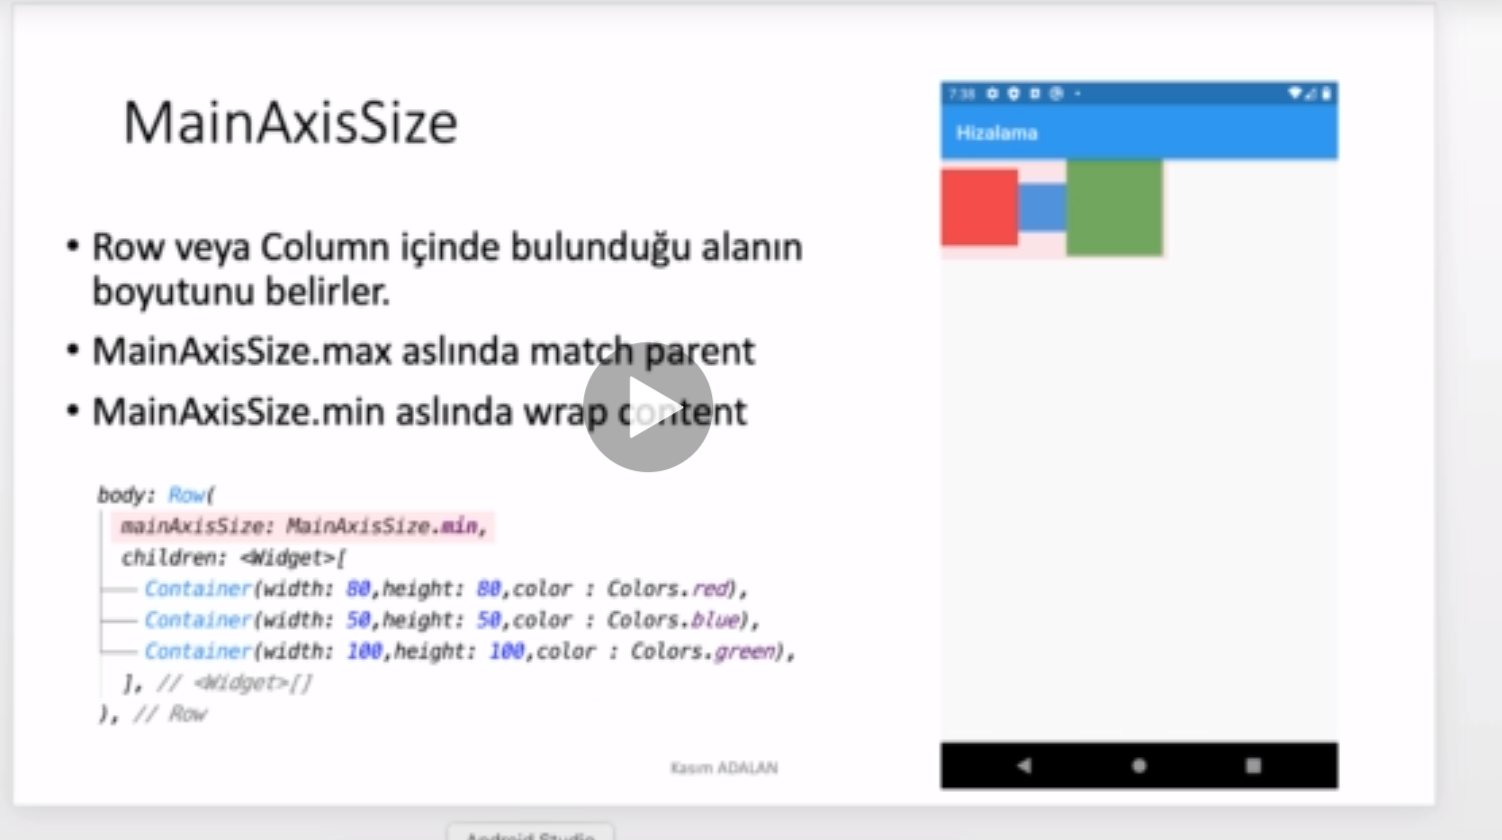 MainAxisSize
• Row veya Column içinde bulunduğu alanın
boyutunu belirler.
• MainAxisSize.max aslında match parent
• MainAxisSize.min aslında wrap content
body: Row(
mainAxisSize: MainAxisSize.min,
children: <Widget>[
Container(width: 80,height: 80,color : Colors.red),
Container(width: 50,height: 50,color : Colors.blue),
Container(width: 100,height: 100,color : Colors.green),
], // <Widget>[]
), // Row
Kasım ADALAN
7:38
Hizalama
Android Studio